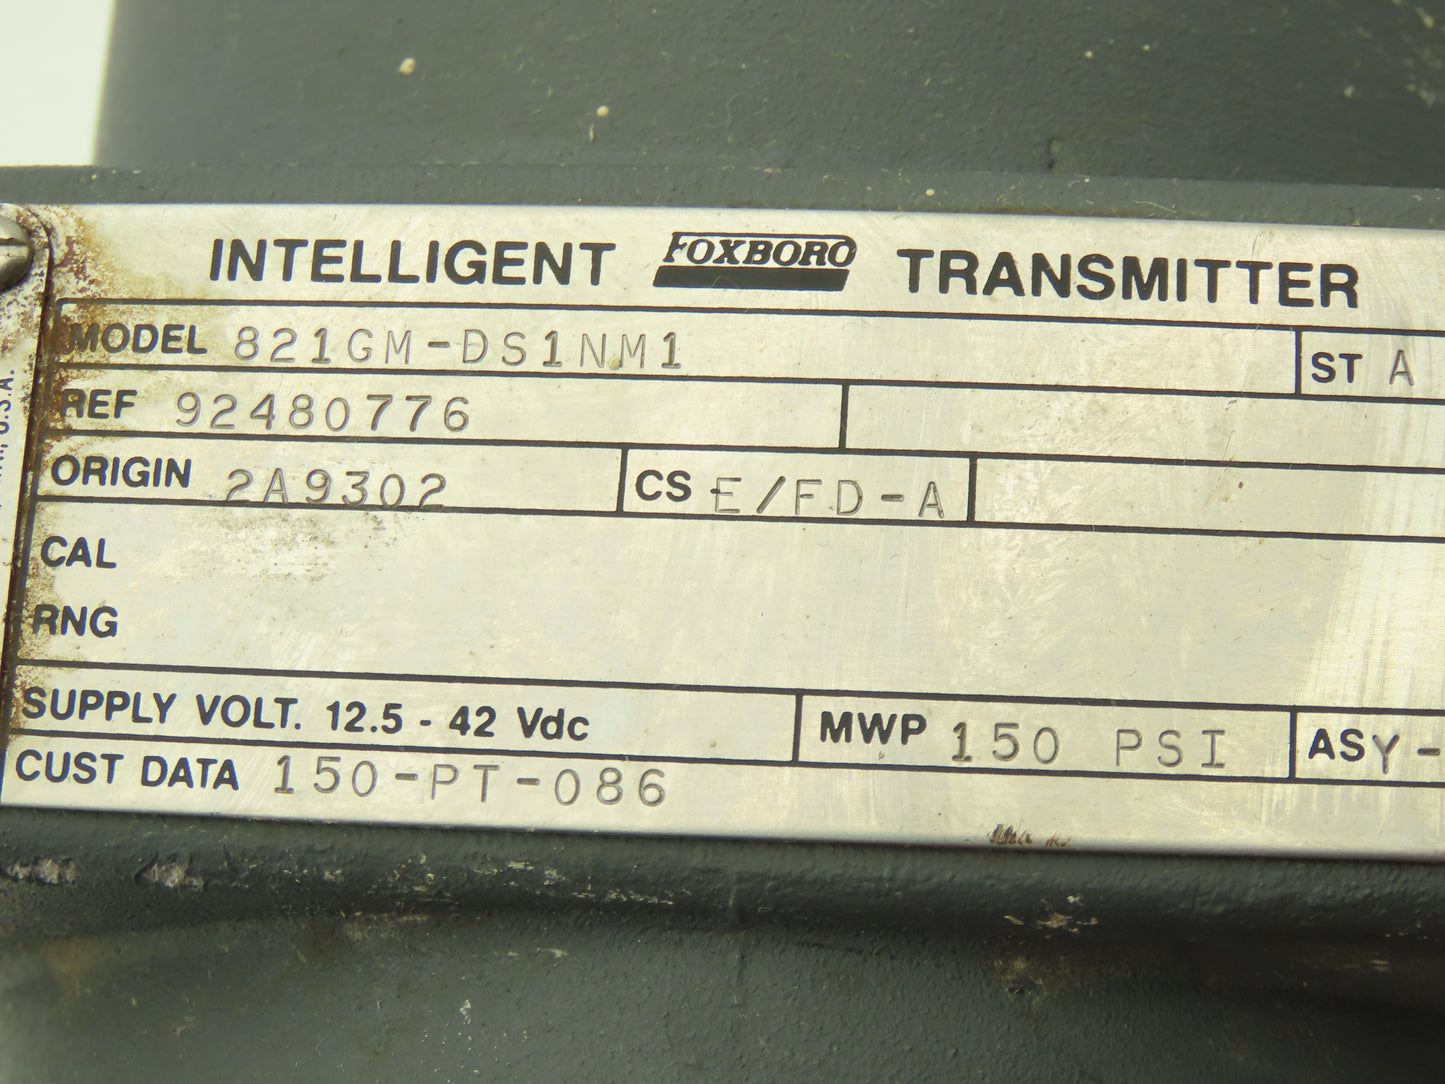 INTELLIGENT FOXBORO TRANSMITTER
MODEL 821GM-DS1NM1 ST A
REF 92480776
ORIGIN 2A9302 CS E/FD-A
CAL
RNG
SUPPLY VOLT. 12.5 - 42 Vdc MWP 150 PSI ASY-
CUST DATA 150-PT-086
U.S.A.